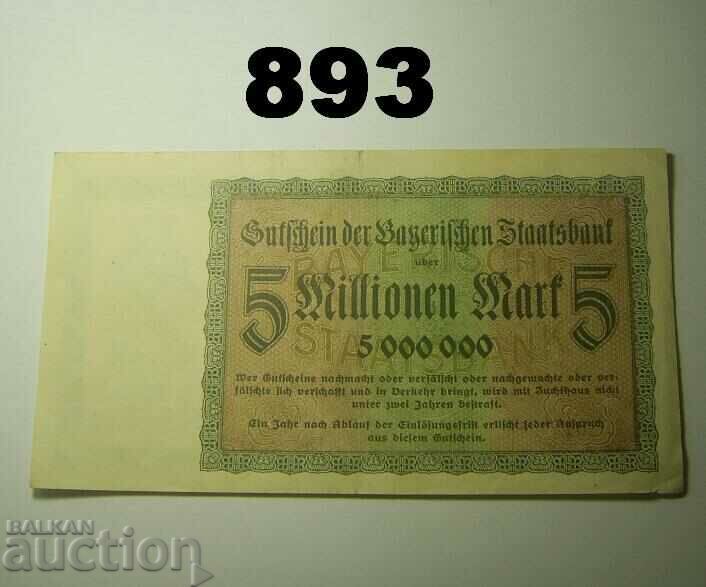 893
Gutschein der Bayerischen Staatsbank
über
BAYERISCHE
5 Millionen Mark 5
STAATSBANK
5 000 000
Wer Gutscheine nachmacht oder verfälscht oder nachgemachte oder ver-
fälschte sich verschafft und in Verkehr bringt, wird mit Zuchthaus nicht
unter zwei Jahren bestraft.
Ein Jahr nach Ablauf der Einlösungsfrist erlischt jeder Anspruch
aus diesem Gutschein.
BALKAN
auction